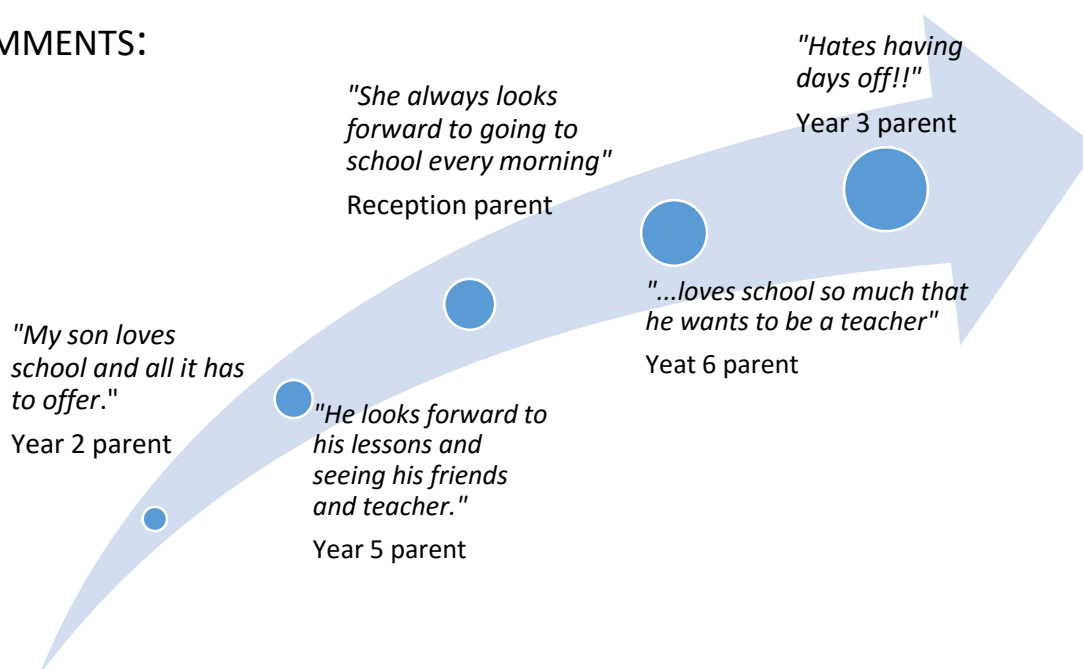 MMENTS:
"My son loves
school and all it has
to offer."
Year 2 parent
"He looks forward to
his lessons and
seeing his friends
and teacher."
Year 5 parent
"She always looks
forward to going to
school every morning"
Reception parent
"...loves school so much that
he wants to be a teacher"
Yeat 6 parent
"Hates having
days off!!"
Year 3 parent